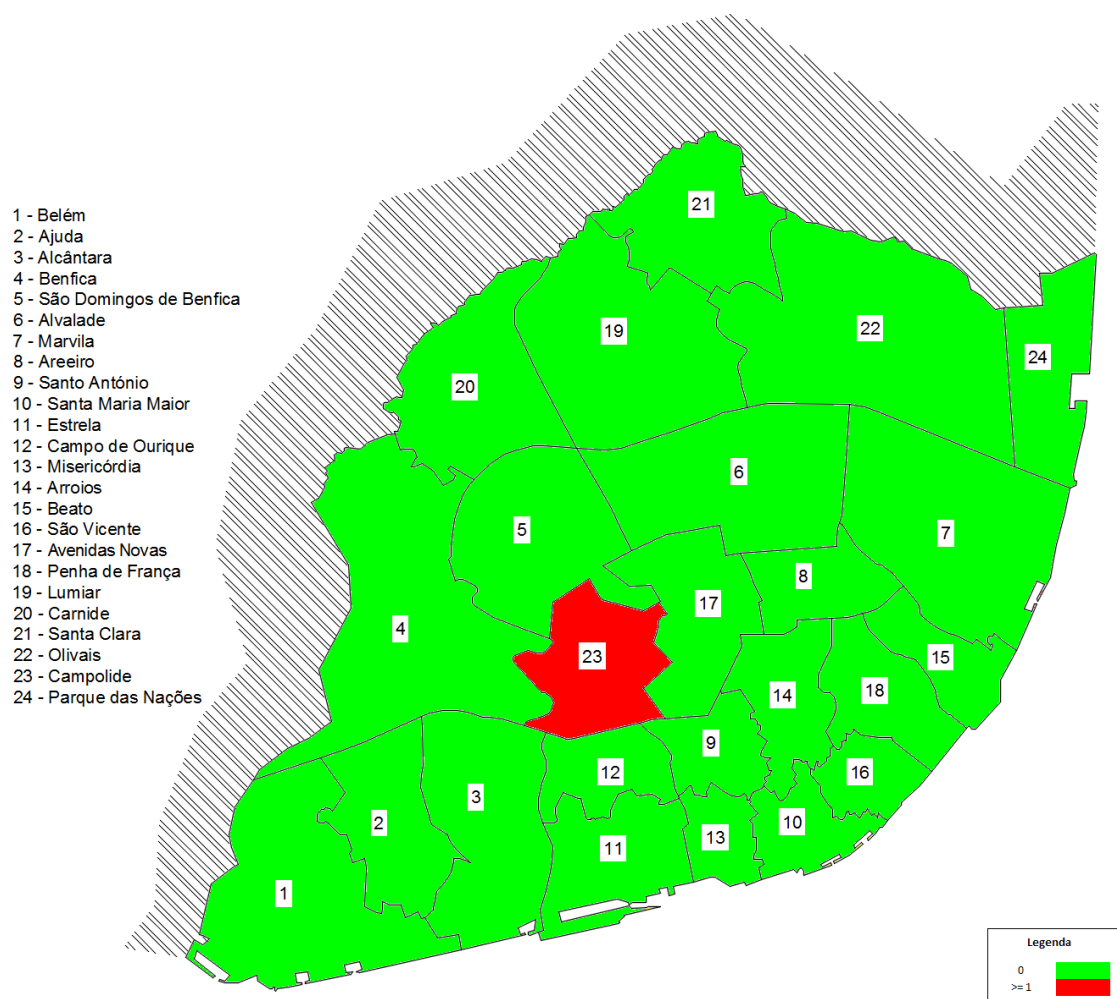 1 - Belém
2 - Ajuda
3 - Alcântara
4 - Benfica
5 - São Domingos de Benfica
6 - Alvalade
7 - Marvila
8 - Areeiro
9 - Santo António
10 - Santa Maria Maior
11 - Estrela
12 - Campo de Ourique
13 - Misericórdia
14 - Arroios
15 - Beato
16 - São Vicente
17 - Avenidas Novas
18 - Penha de França
19 - Lumiar
20 - Carnide
21 - Santa Clara
22 - Olivais
23 - Campolide
24 - Parque das Nações
21
19
22
24
20
6
5
7
8
17
4
23
15
18
14
9
12
16
3
2
10
13
11
1
Legenda
0
>= 1